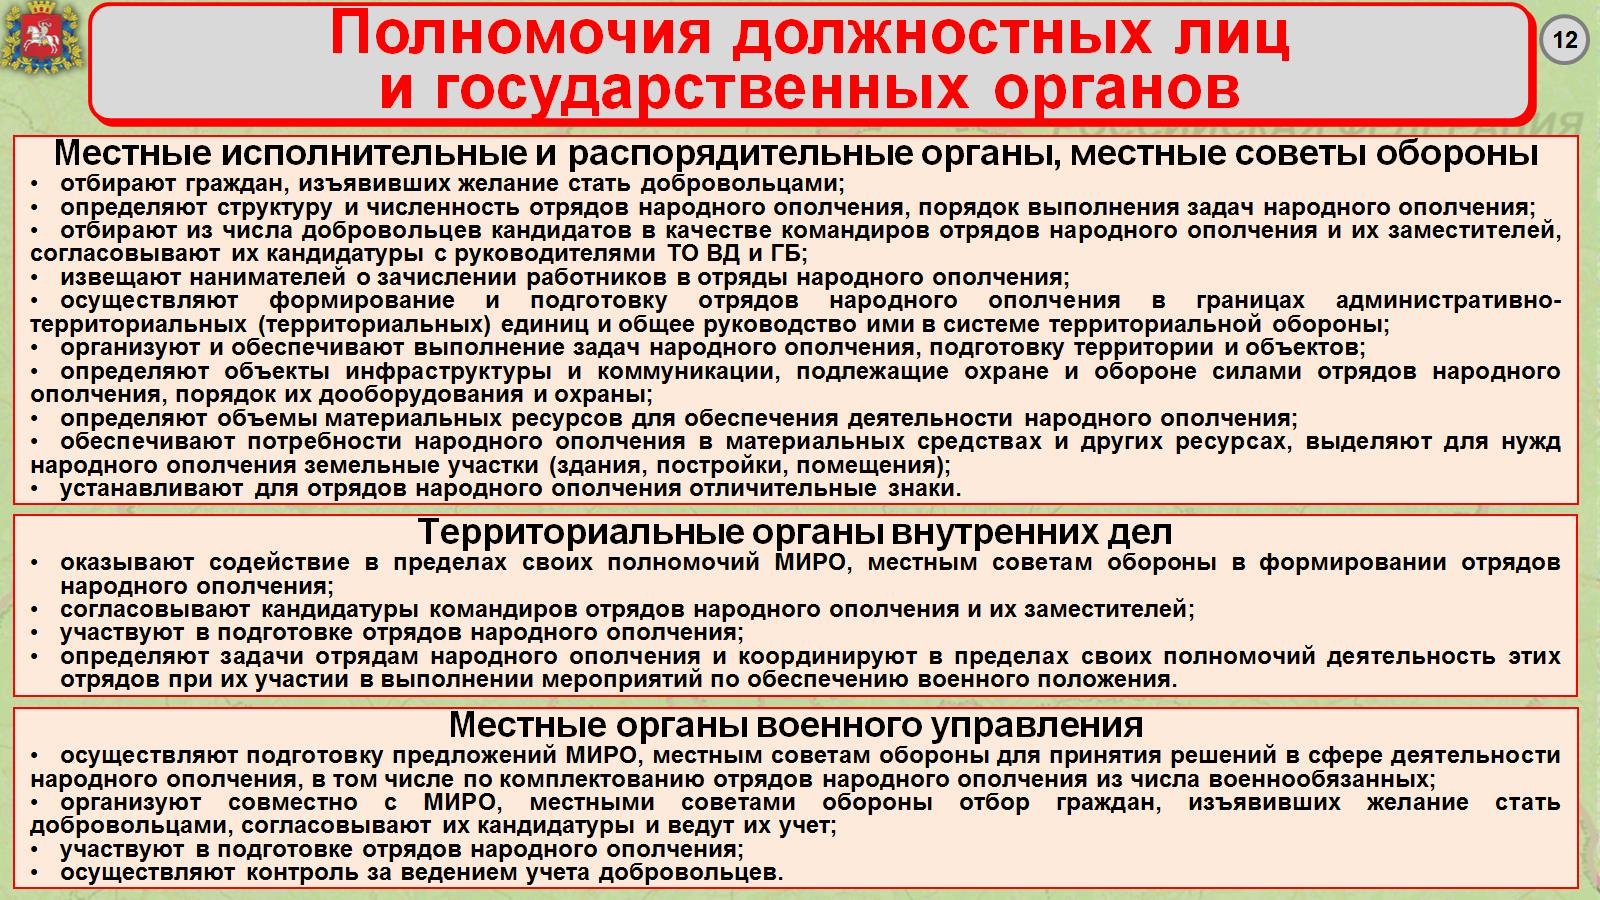 Полномочия должностных лиц
и государственных органов
12
РОССИЙСКАЯ ФЕДЕРАЦИЯ
Местные исполнительные и распорядительные органы, местные советы обороны
• отбирают граждан, изъявивших желание стать добровольцами;
• определяют структуру и численность отрядов народного ополчения, порядок выполнения задач народного ополчения;
• отбирают из числа добровольцев кандидатов в качестве командиров отрядов народного ополчения и их заместителей,
согласовывают их кандидатуры с руководителями ТО ВД и ГБ;
• извещают нанимателей о зачислении работников в отряды народного ополчения;
• осуществляют формирование и подготовку отрядов народного ополчения в границах административно-
территориальных (территориальных) единиц и общее руководство ими в системе территориальной обороны;
• организуют и обеспечивают выполнение задач народного ополчения, подготовку территории и объектов;
• определяют объекты инфраструктуры и коммуникации, подлежащие охране и обороне силами отрядов народного
ополчения, порядок их дооборудования и охраны;
• определяют объемы материальных ресурсов для обеспечения деятельности народного ополчения;
• обеспечивают потребности народного ополчения в материальных средствах и других ресурсах, выделяют для нужд
народного ополчения земельные участки (здания, постройки, помещения);
• устанавливают для отрядов народного ополчения отличительные знаки.
Территориальные органы внутренних дел
• оказывают содействие в пределах своих полномочий МИРО, местным советам обороны в формировании отрядов
народного ополчения;
• согласовывают кандидатуры командиров отрядов народного ополчения и их заместителей;
• участвуют в подготовке отрядов народного ополчения;
• определяют задачи отрядам народного ополчения и координируют в пределах своих полномочий деятельность этих
отрядов при их участии в выполнении мероприятий по обеспечению военного положения.
Местные органы военного управления
• осуществляют подготовку предложений МИРО, местным советам обороны для принятия решений в сфере деятельности
народного ополчения, в том числе по комплектованию отрядов народного ополчения из числа военнообязанных;
• организуют совместно с МИРО, местными советами обороны отбор граждан, изъявивших желание стать
добровольцами, согласовывают их кандидатуры и ведут их учет;
• участвуют в подготовке отрядов народного ополчения;
• осуществляют контроль за ведением учета добровольцев.